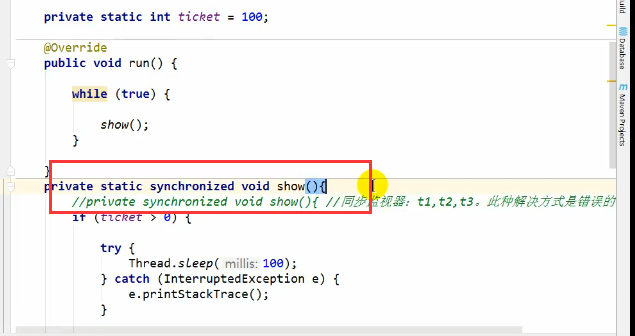 private static int ticket = 100;
@Override
public void run() {
while (true) {
show();
}
}
private static synchronized void show(){
//private synchronized void show(){ //同步监视器：t1,t2,t3。此种解决方式是错误的
if (ticket > 0) {
try {
Thread.sleep( millis: 100);
} catch (InterruptedException e) {
e.printStackTrace();
}
Database
Maven Projects